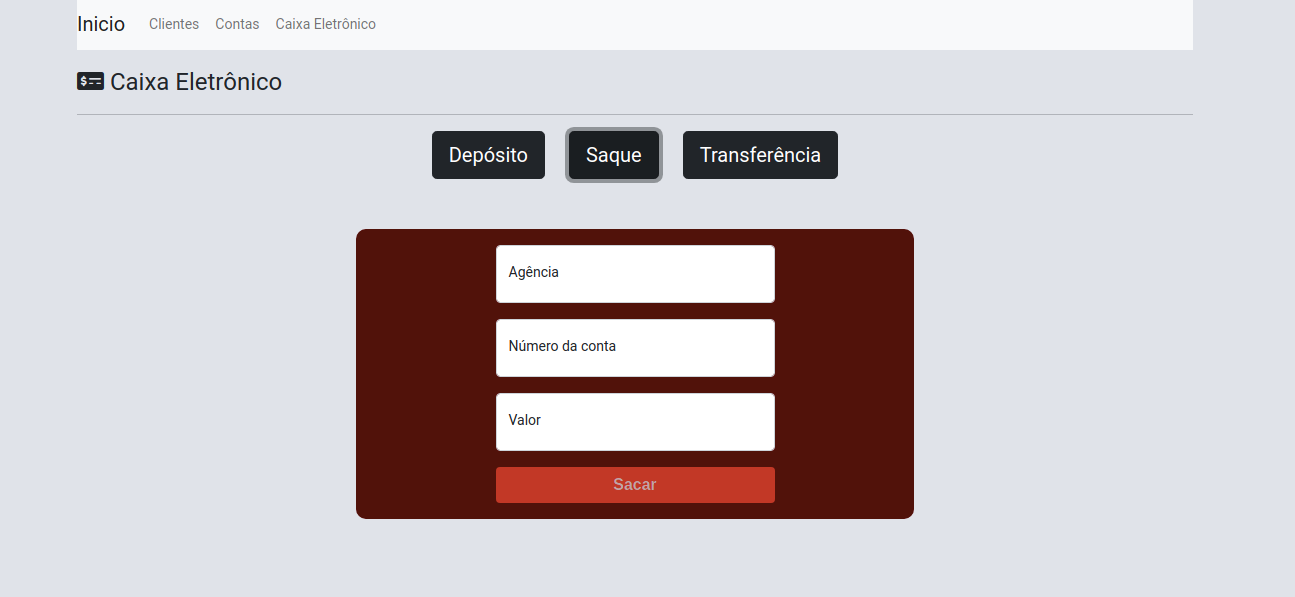 Inicio Clientes Contas Caixa Eletrônico
Caixa Eletrônico
Depósito Saque Transferência
Agência
Número da conta
Valor
Sacar